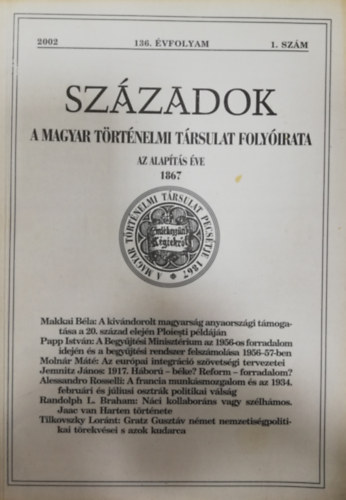 2002 136. ÉVFOLYAM 1. SZÁM
SZÁZADOK
A MAGYAR TÖRTÉNELMI TÁRSULAT FOLYÓIRATA
AZ ALAPÍTÁS ÉVE
1867
A MAGYAR TÖRTÉNELMI TÁRSULAT PECSÉTJE 1867
Makkai Béla: A kivándorolt magyarság anyaországi támoga-
tása a 20. század elején Ploiești példáján
Papp István: A Begyűjtési Minisztérium az 1956-os forradalom
idején és a begyűjtési rendszer felszámolása 1956–57-ben
Molnár Máté: Az európai integráció szövetségi tervezetei
Jemnitz János: 1917. Háború – béke? Reform – forradalom?
Alessandro Rosselli: A francia munkásmozgalom és az 1934.
februári és júliusi osztrák politikai válság
Randolph L. Braham: Náci kollaboráns vagy szélhámos.
Jaac van Harten története
Tilkovszky Loránt: Gratz Gusztáv német nemzetiségpoliti-
kai törekvései s azok kudarca